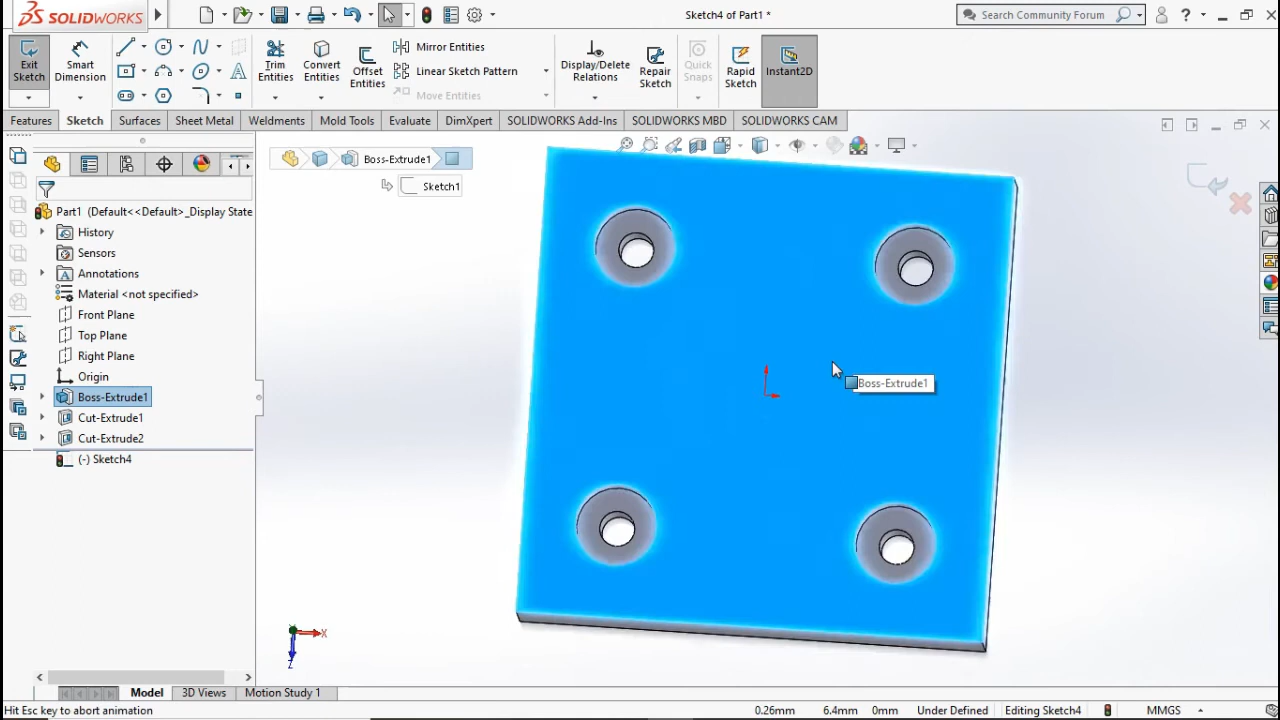 SOLIDWORKS
Sketch4 of Part1 *
Search Community Forum
?
Exit Sketch
Smart Dimension
Trim Entities
Convert Entities
Offset Entities
Mirror Entities
Linear Sketch Pattern
Move Entities
Display/Delete Relations
Repair Sketch
Quick Snaps
Rapid Sketch
Instant2D
Features
Sketch
Surfaces
Sheet Metal
Weldments
Mold Tools
Evaluate
DimXpert
SOLIDWORKS Add-Ins
SOLIDWORKS MBD
SOLIDWORKS CAM
Boss-Extrude1
Sketch1
Part1 (Default<<Default>_Display State
History
Sensors
Annotations
Material <not specified>
Front Plane
Top Plane
Right Plane
Origin
Boss-Extrude1
Cut-Extrude1
Cut-Extrude2
(-) Sketch4
Boss-Extrude1
X
Z
Model
3D Views
Motion Study 1
Hit Esc key to abort animation
0.26mm
6.4mm
0mm
Under Defined
Editing Sketch4
MMGS